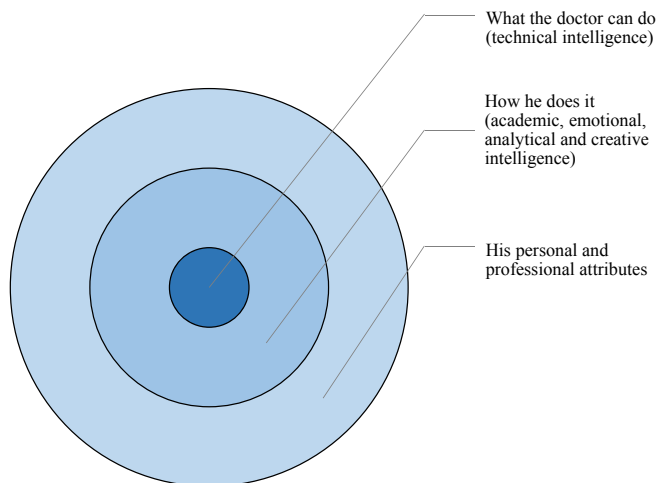 What the doctor can do
(technical intelligence)
How he does it
(academic, emotional,
analytical and creative
intelligence)
His personal and
professional attributes